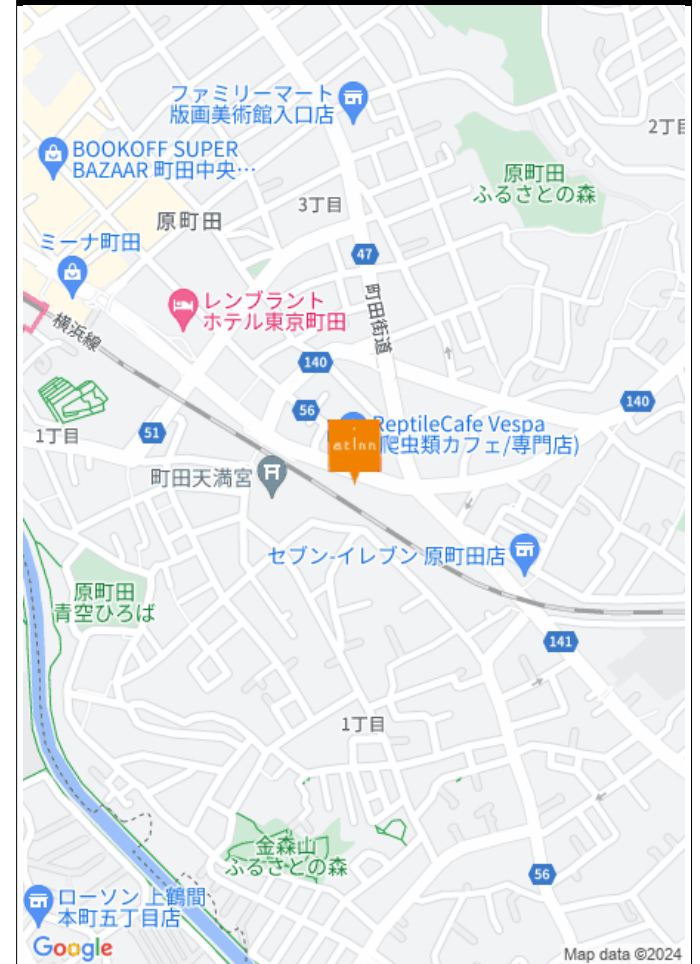 ファミリーマート
版画美術館入口店
2丁目
BOOKOFF SUPER
BAZAAR 町田中央…
原町田
ふるさとの森
3丁目
原町田
ミーナ町田
47
レンブラント
ホテル東京町田
町田街道
横浜線
140
140
56
ReptileCafe Vespa
爬虫類カフェ/専門店)
at Inn
51
1丁目
町田天満宮
セブン-イレブン 原町田店
原町田
青空ひろば
141
1丁目
金森山
ふるさとの森
56
ローソン 上鶴間
本町五丁目店
Google
Map data ©2024